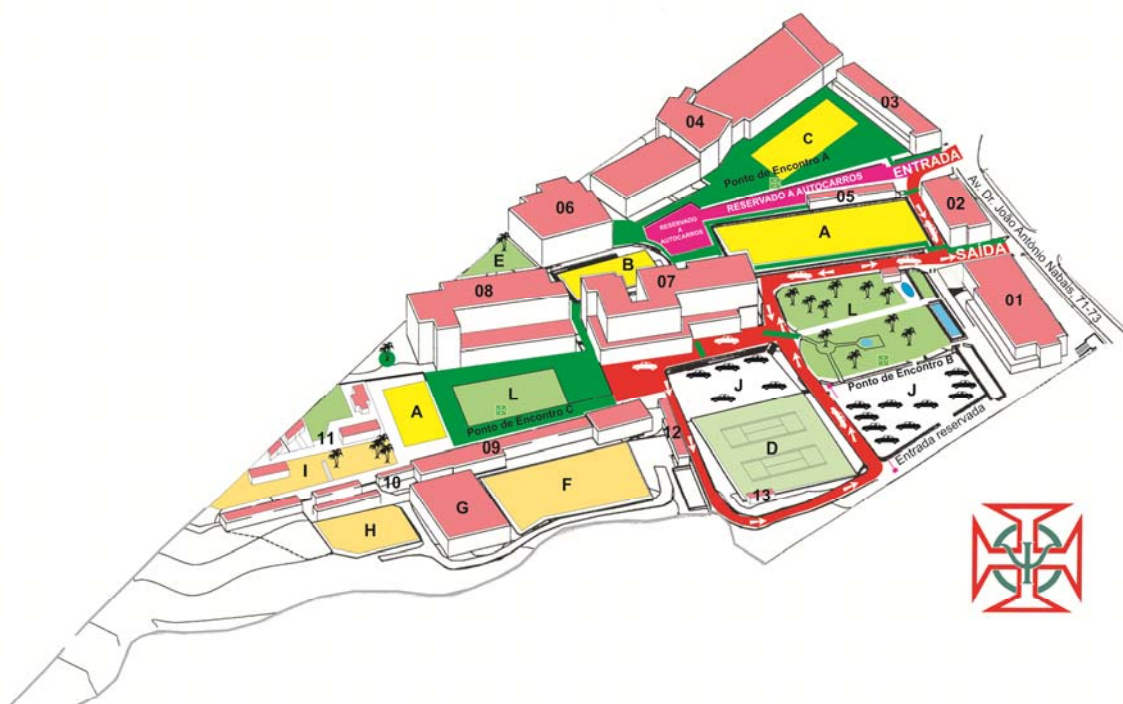 03
04
C
Ponto de Encontro A
ENTRADA
RESERVADO A AUTOCARROS
05
02
Av. Dr. João António Nabais, 71-73
06
RESERVADO
A
AUTOCARROS
A
SAÍDA
E
B
07
08
L
01
L
Ponto de Encontro B
J
J
A
Ponto de Encontro C
Entrada reservada
12
D
11
09
I
10
F
13
G
H
Ψ